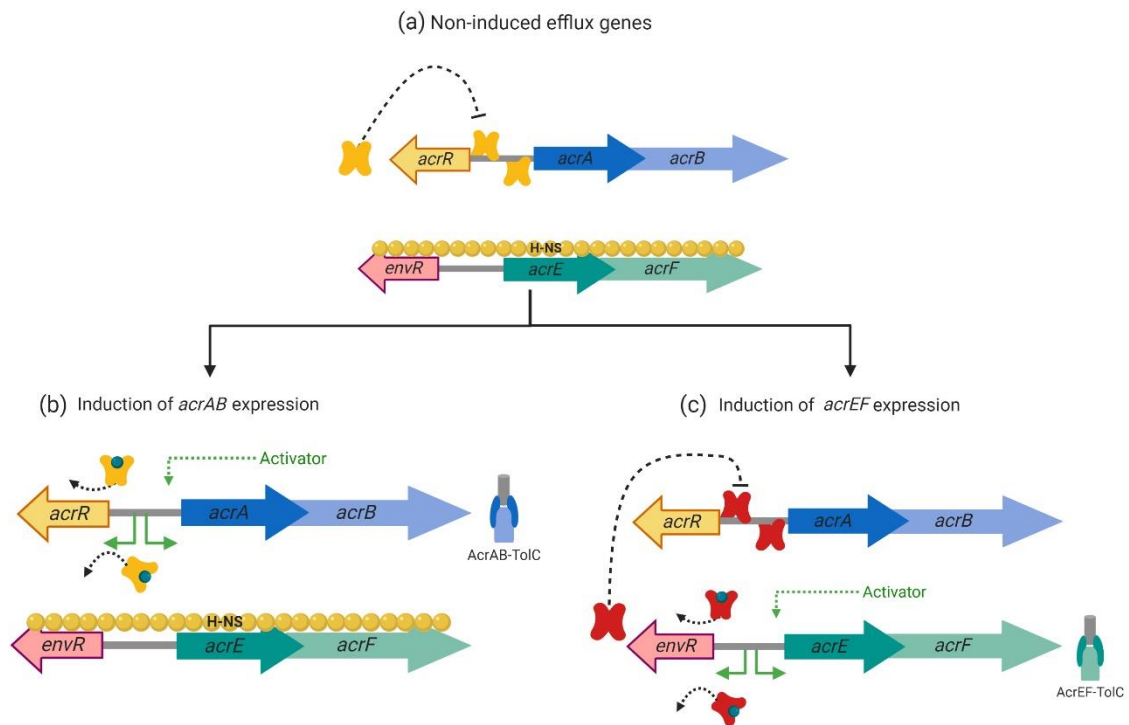 (a) Non-induced efflux genes
acrR acrA acrB
H-NS
envR acrE acrF
(b) Induction of acrAB expression
Activator
acrR acrA acrB
AcrAB-TolC
H-NS
envR acrE acrF
(c) Induction of acrEF expression
acrR acrA acrB
Activator
envR acrE acrF
AcrEF-TolC